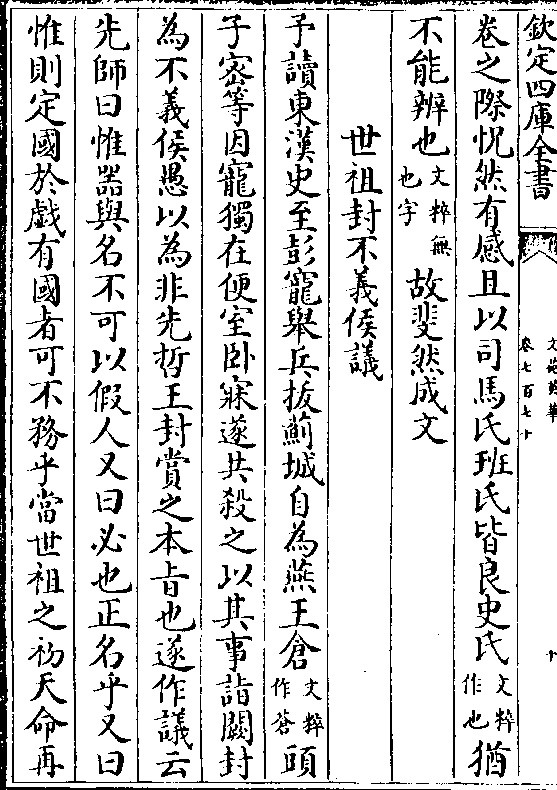 欽定四庫全書
文苑英華
卷七百七十
十
卷之際怳然有感且以司馬氏班氏皆良史氏文粹作也猶
不能辨也文粹無也字故斐然成文
世祖封不義侯議
予讀東漢史至彭寵舉兵拔薊城自為燕王倉文粹作蒼頭
子密等因寵獨在便室卧寐遂共殺之以其事詣闕封
為不義侯愚以為非先哲王封賞之本旨也遂作議云
先師曰惟器與名不可以假人又曰必也正名乎又曰
惟則定國於戲有國者可不務乎當世祖之初天命再